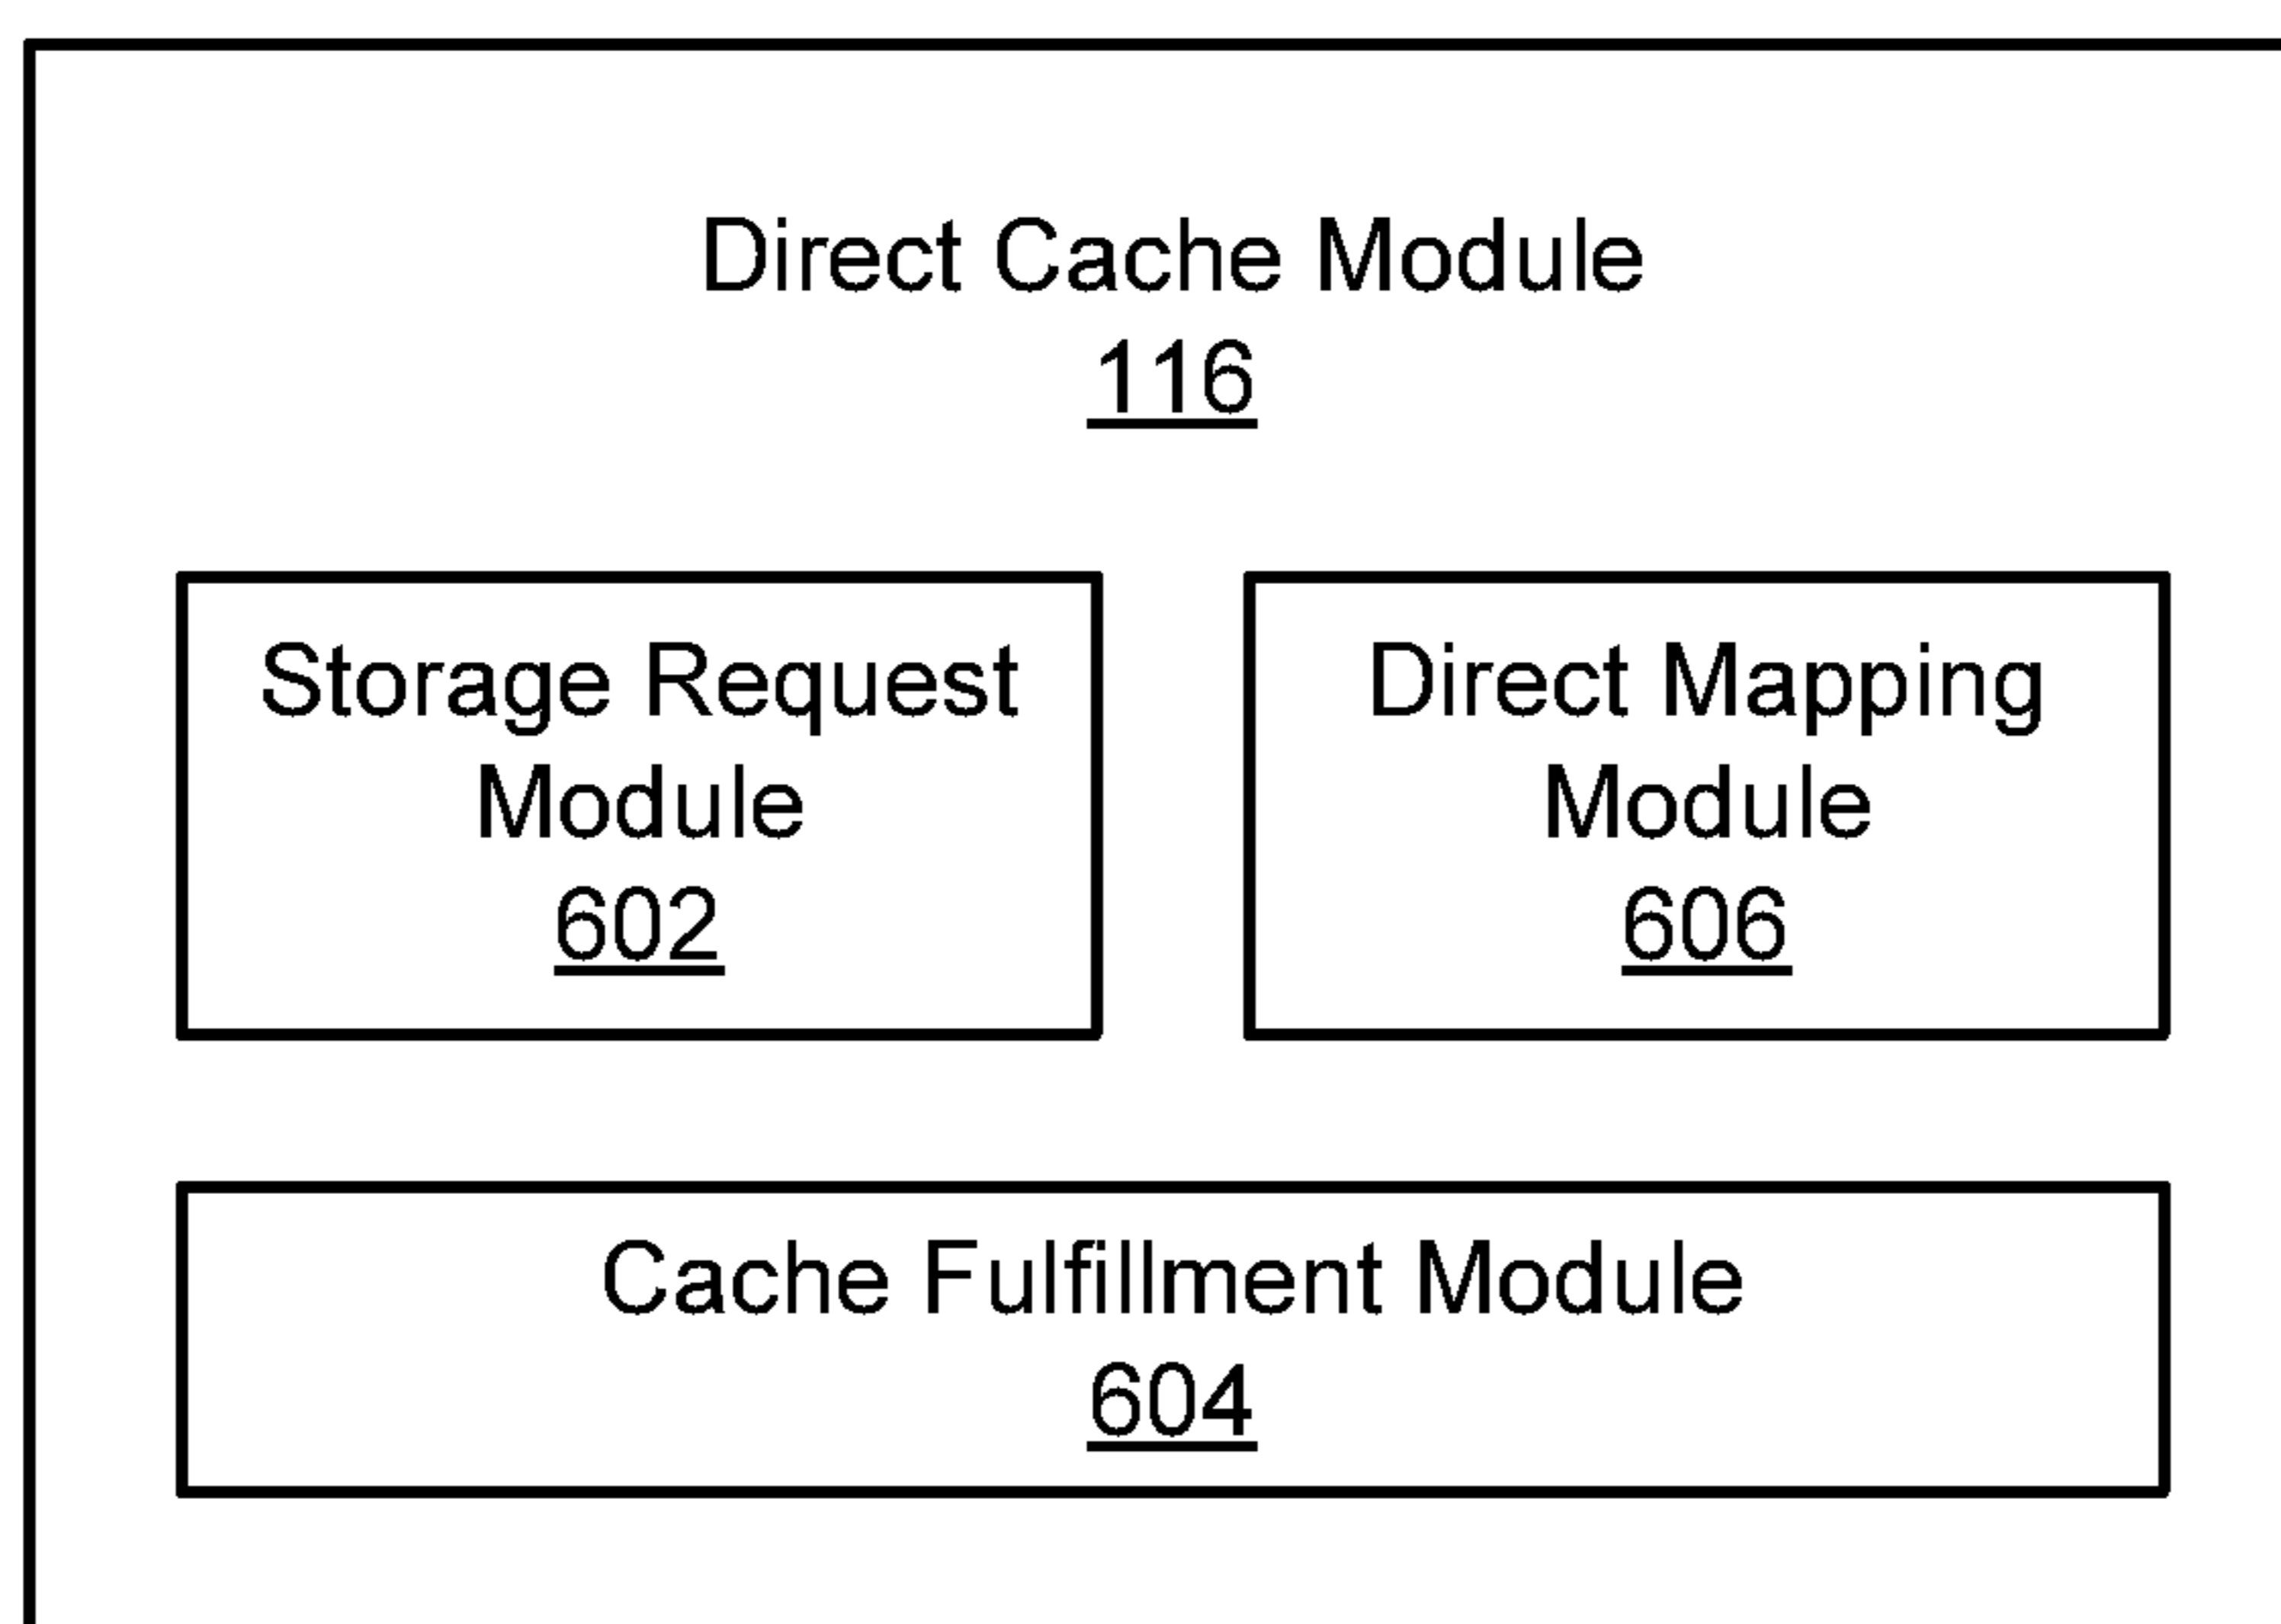 Direct Cache Module
116
Storage Request
Module
602
Direct Mapping
Module
606
Cache Fulfillment Module
604